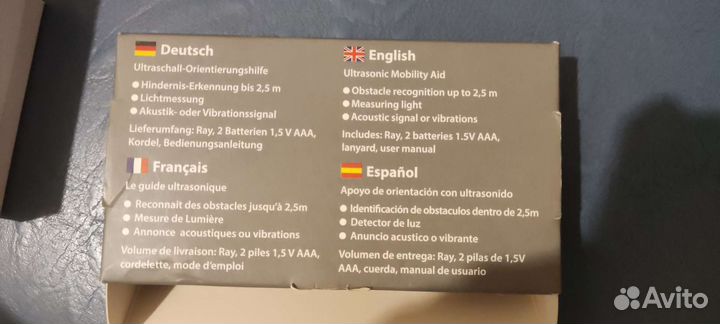 Deutsch
Ultraschall-Orientierungshilfe
● Hindernis-Erkennung bis 2,5 m
● Lichtmessung
● Akustik- oder Vibrationssignal
Lieferumfang: Ray, 2 Batterien 1,5 V AAA,
Kordel, Bedienungsanleitung
English
Ultrasonic Mobility Aid
● Obstacle recognition up to 2,5 m
● Measuring light
● Acoustic signal or vibrations
Includes: Ray, 2 batteries 1.5V AAA,
lanyard, user manual
Français
Le guide ultrasonique
● Reconnait des obstacles jusqu'à 2,5m
● Mesure de Lumière
● Annonce acoustiques ou vibrations
Volume de livraison: Ray, 2 piles 1,5 V AAA,
cordelette, mode d'emploi
Español
Apoyo de orientación con ultrasonido
● Identificación de obstaculos dentro de 2,5m
● Detector de luz
● Anuncio acustico o vibrante
Volumen de entrega: Ray, 2 pilas de 1,5V
AAA, cuerda, manual de usuario
Avito